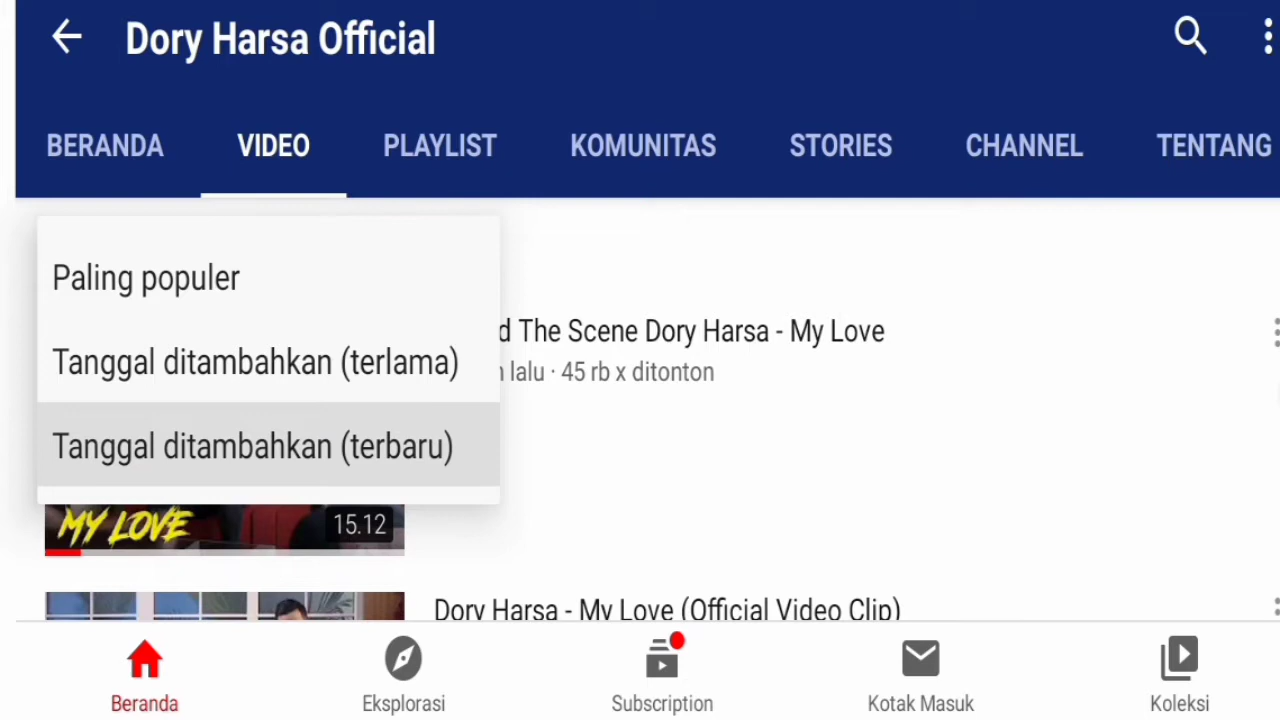 Dory Harsa Official
BERANDA VIDEO PLAYLIST KOMUNITAS STORIES CHANNEL TENTANG
Paling populer
Tanggal ditambahkan (terlama)
Tanggal ditambahkan (terbaru)
The Scene Dory Harsa - My Love
lalu · 45 rb x ditonton
MY LOVE
15.12
Dory Harsa - My Love (Official Video Clip)
Beranda Eksplorasi Subscription Kotak Masuk Koleksi